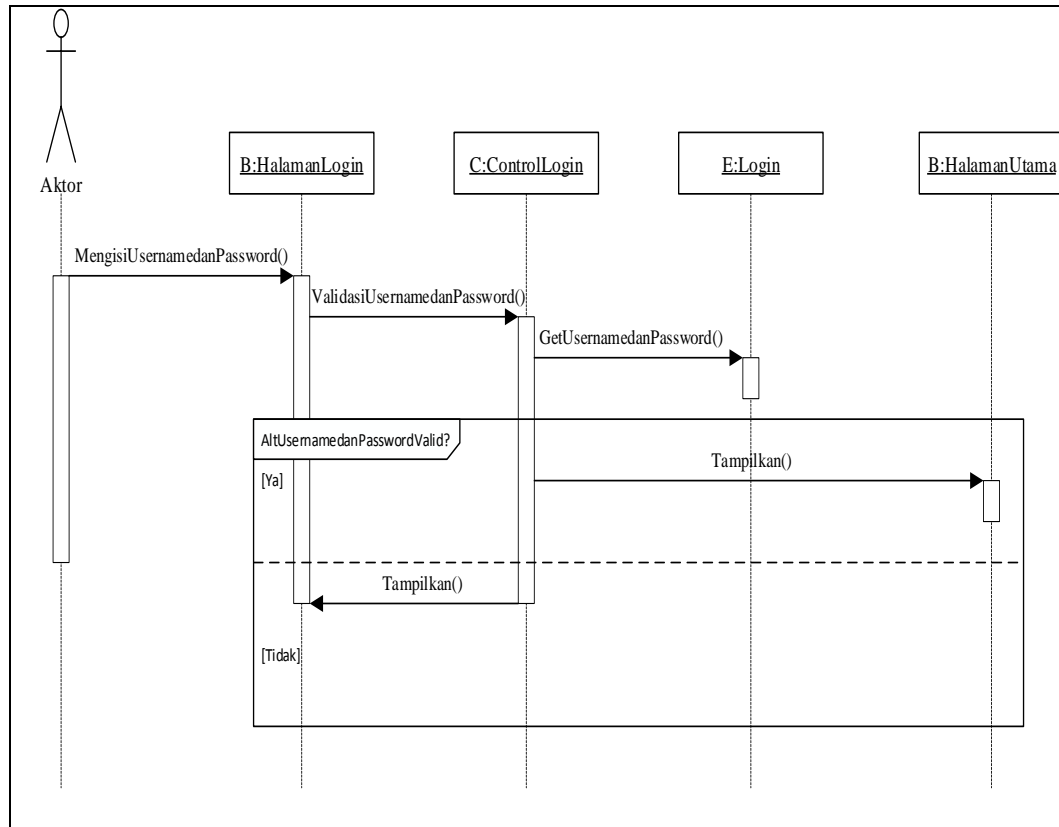 Aktor
B:HalamanLogin
C:ControlLogin
E:Login
B:HalamanUtama
MengisiUsernamedanPassword()
ValidasiUsernamedanPassword()
GetUsernamedanPassword()
AltUsernamedanPasswordValid?
[Ya]
Tampilkan()
Tampilkan()
[Tidak]